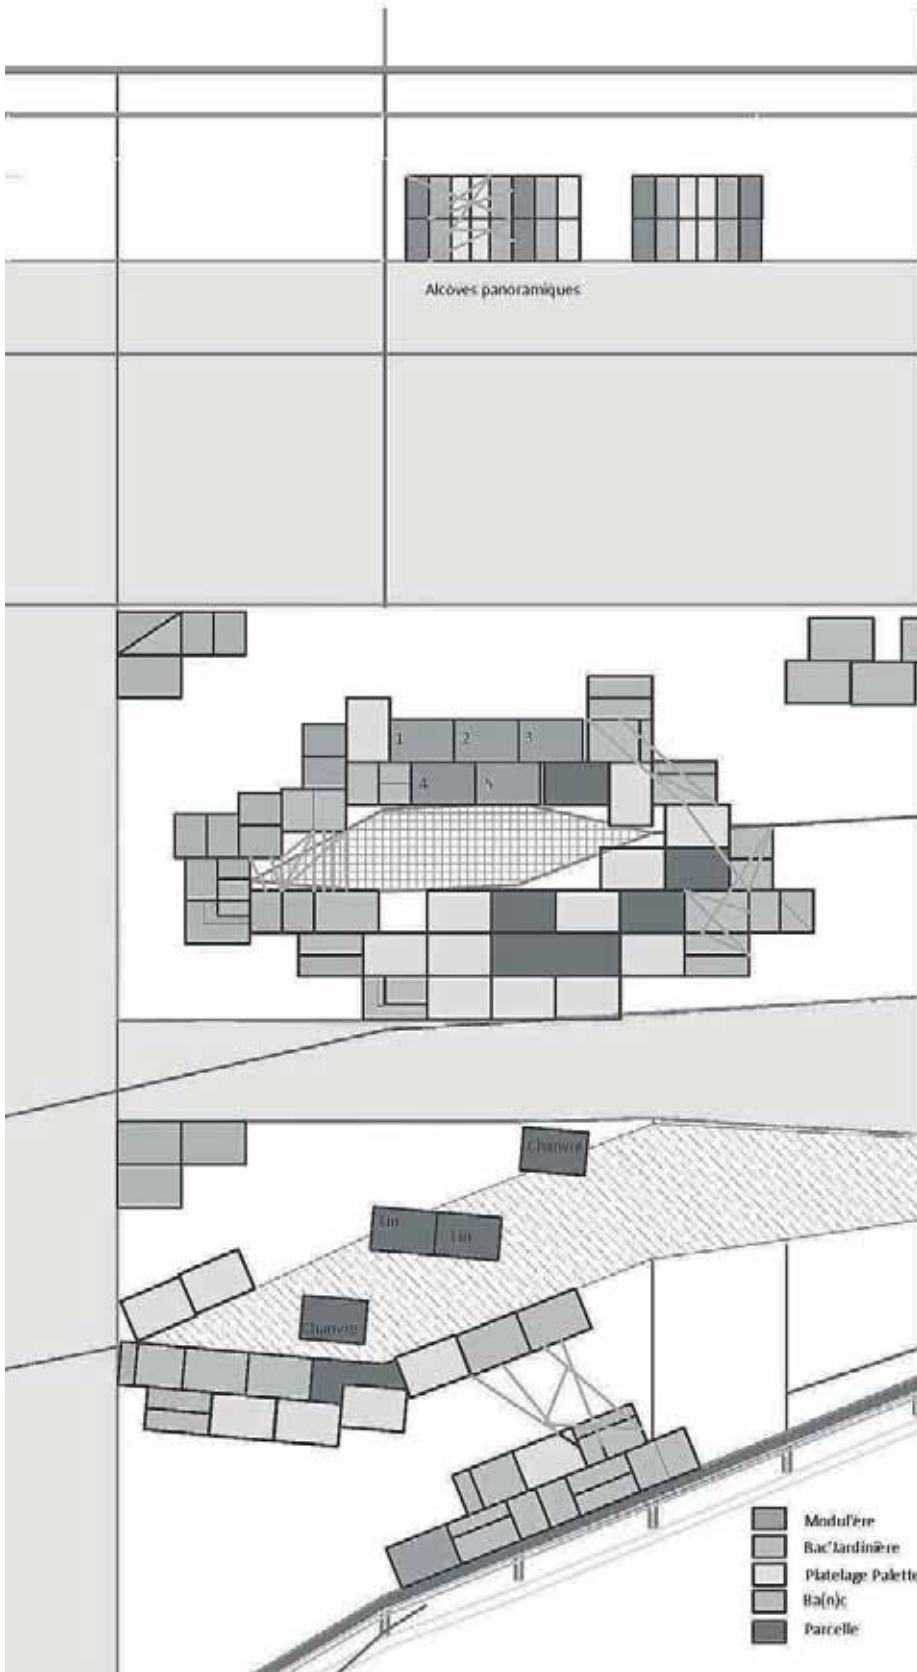 Alcoves panoramiques
1 2 3
4 5
Chanvre
Lin
Lin
Chanvre
Modul'ère
Bac'Jardinière
Platelage Palette
Ba(n)c
Parcelle